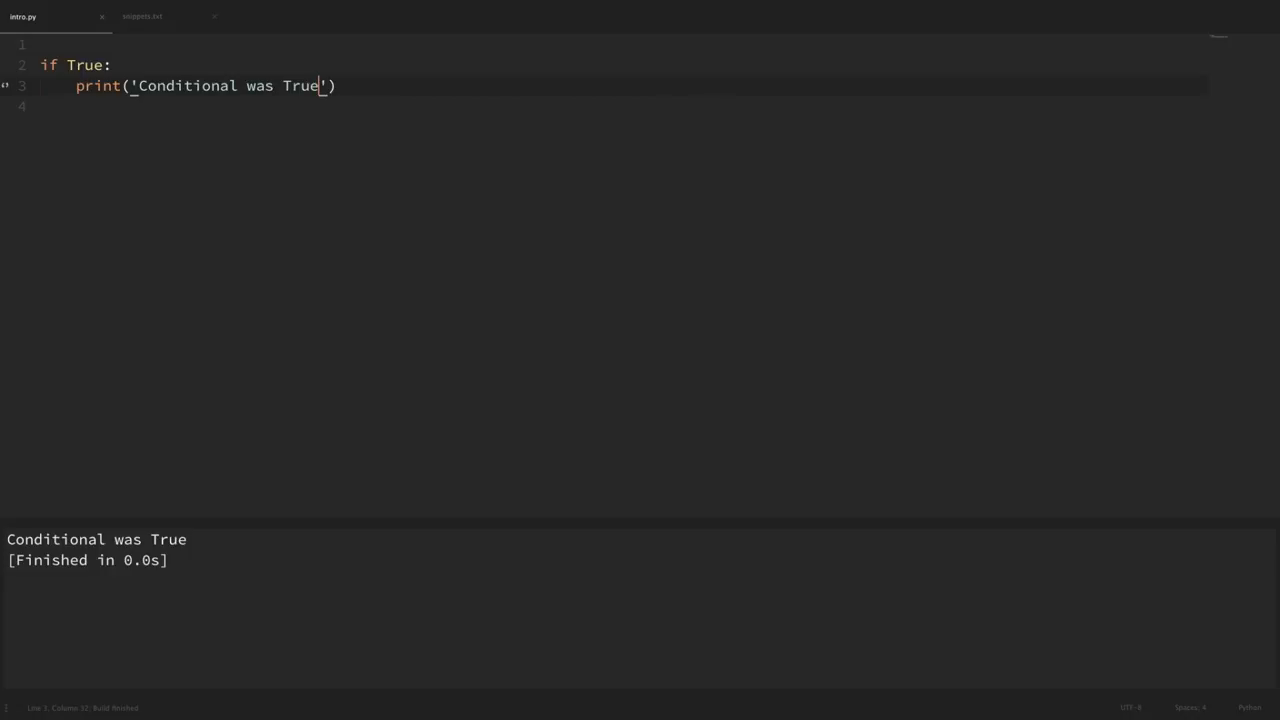 intro.py × snippets.txt ×
1
2 if True:
3 print('Conditional was True')
4
Conditional was True
[Finished in 0.0s]
Line 3, Column 32; Build finished UTF-8 Spaces: 4 Python